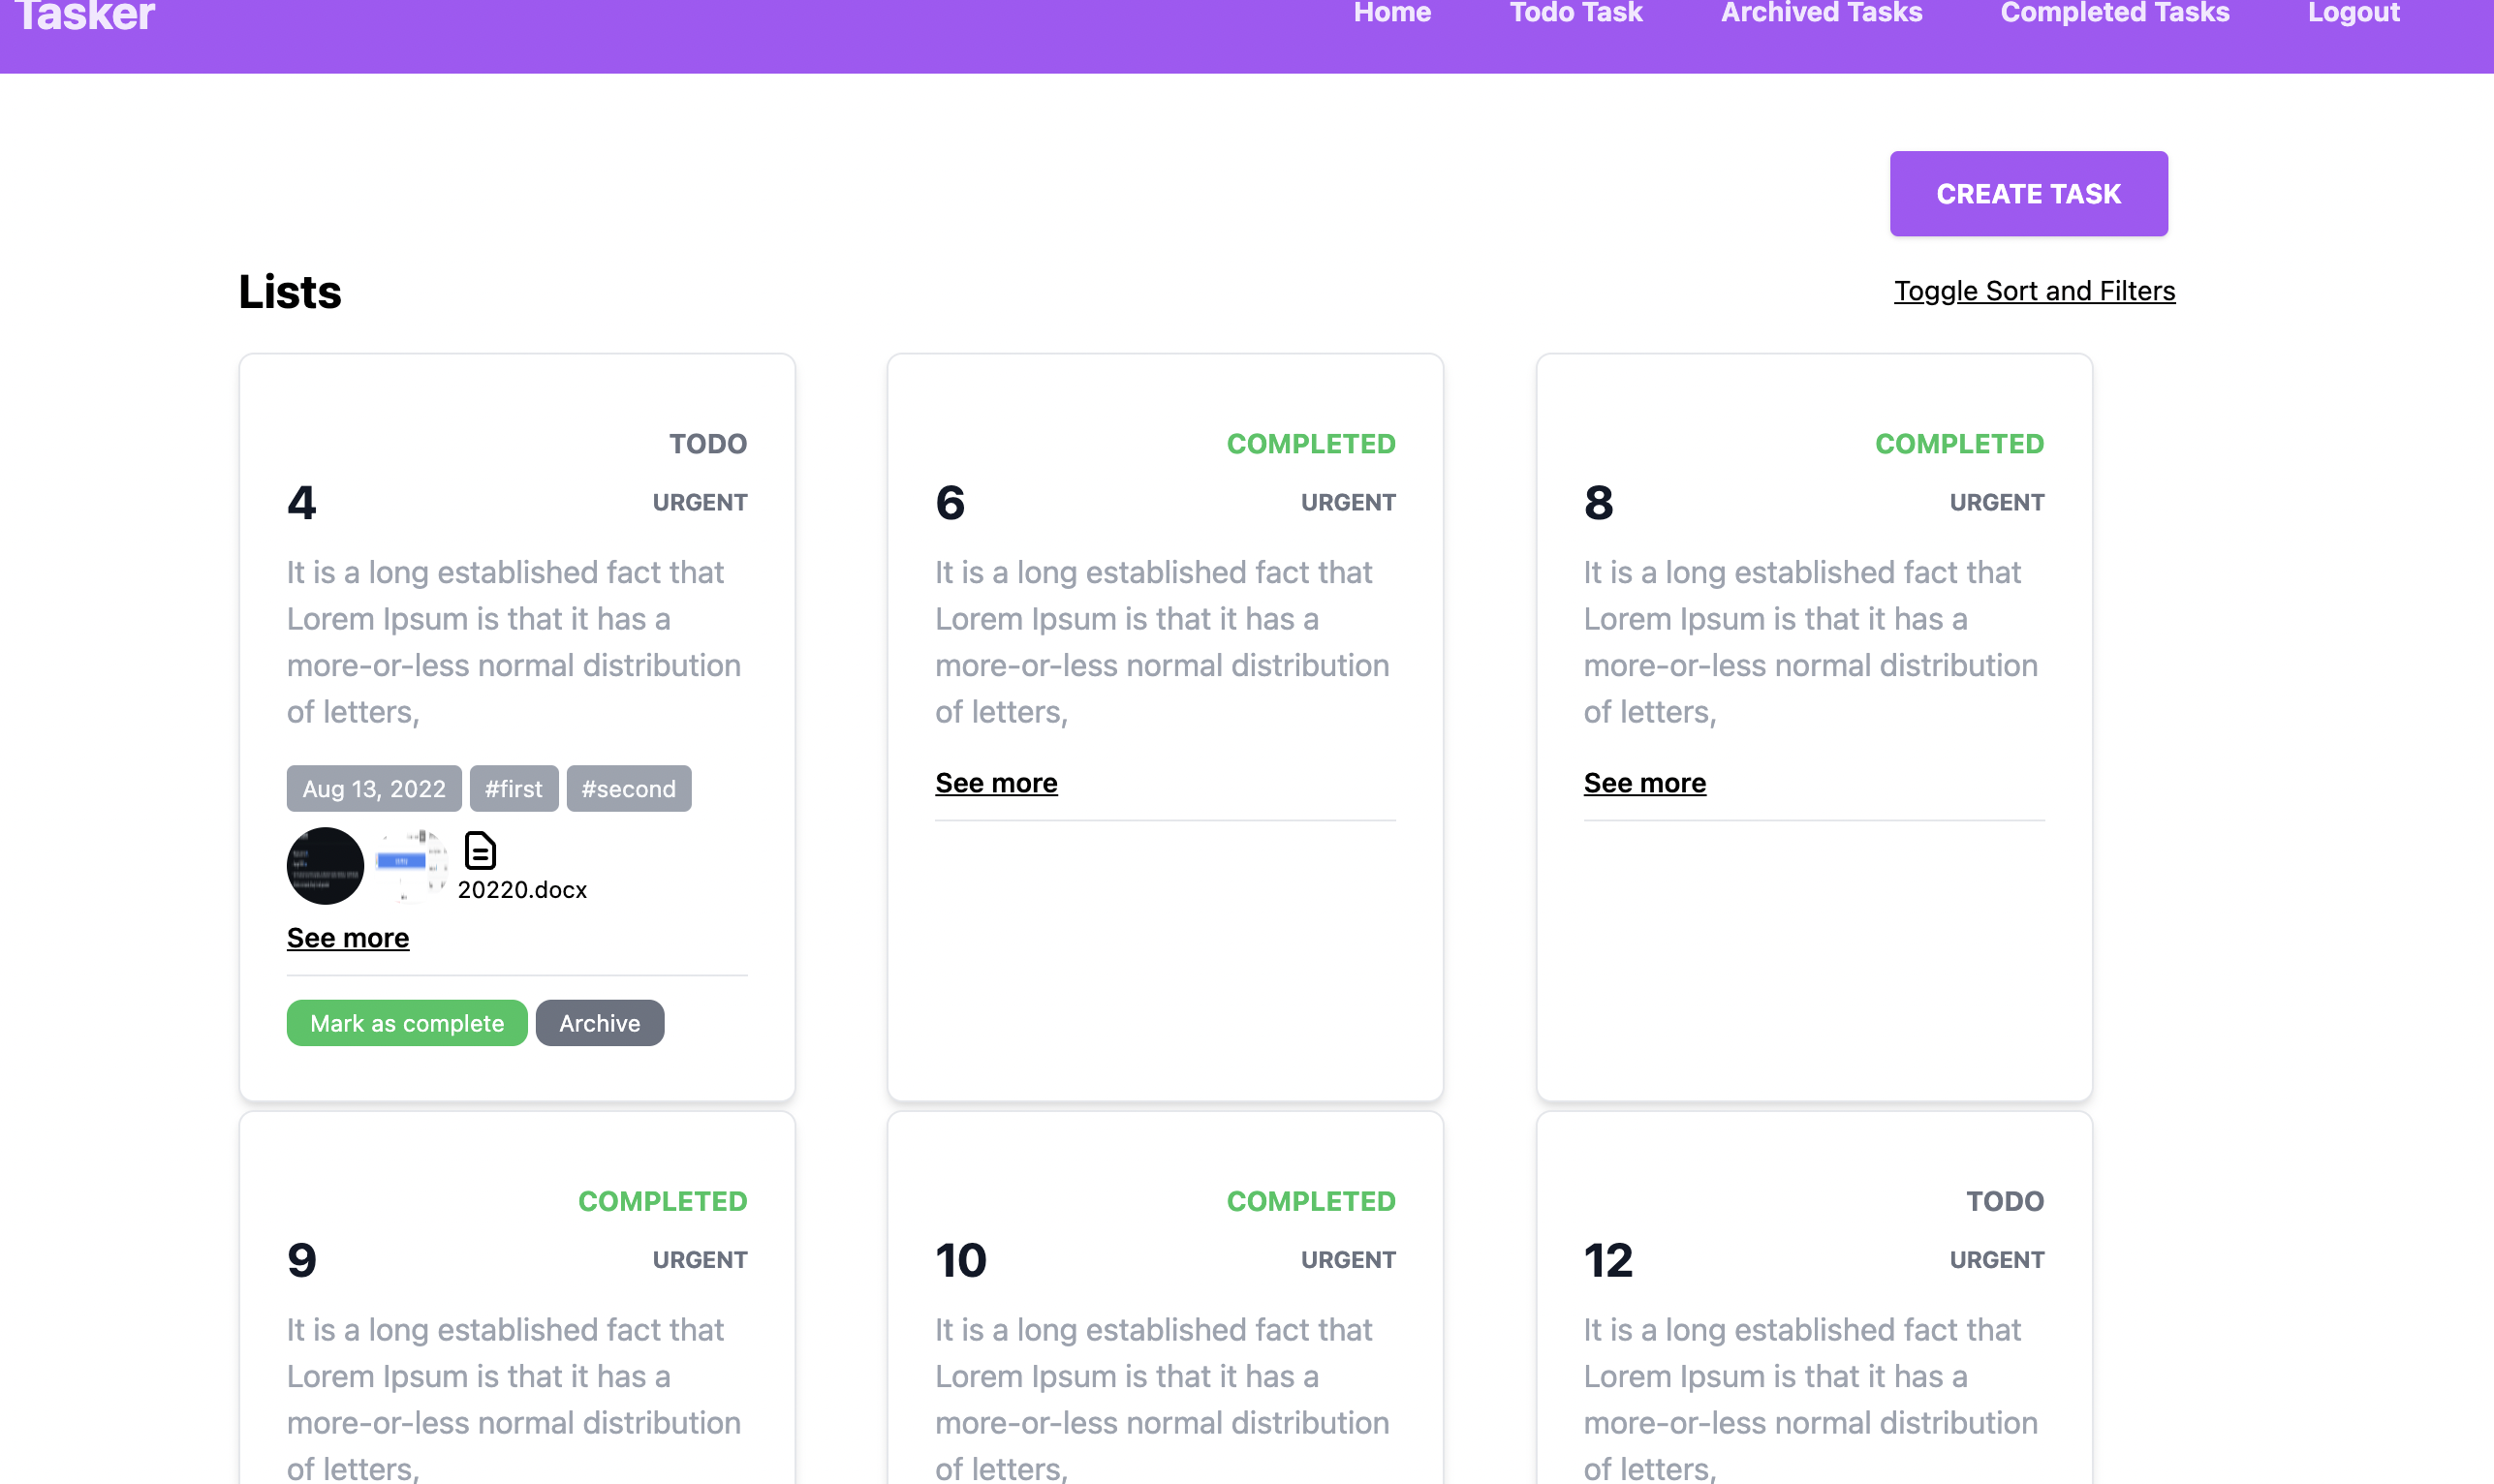 Tasker
Home
Todo Task
Archived Tasks
Completed Tasks
Logout
CREATE TASK
Lists
Toggle Sort and Filters
TODO
4
URGENT
It is a long established fact that
Lorem Ipsum is that it has a
more-or-less normal distribution
of letters,
Aug 13, 2022
#first
#second
20220.docx
See more
Mark as complete
Archive
COMPLETED
6
URGENT
It is a long established fact that
Lorem Ipsum is that it has a
more-or-less normal distribution
of letters,
See more
COMPLETED
8
URGENT
It is a long established fact that
Lorem Ipsum is that it has a
more-or-less normal distribution
of letters,
See more
COMPLETED
9
URGENT
It is a long established fact that
Lorem Ipsum is that it has a
more-or-less normal distribution
of letters,
COMPLETED
10
URGENT
It is a long established fact that
Lorem Ipsum is that it has a
more-or-less normal distribution
of letters,
TODO
12
URGENT
It is a long established fact that
Lorem Ipsum is that it has a
more-or-less normal distribution
of letters,